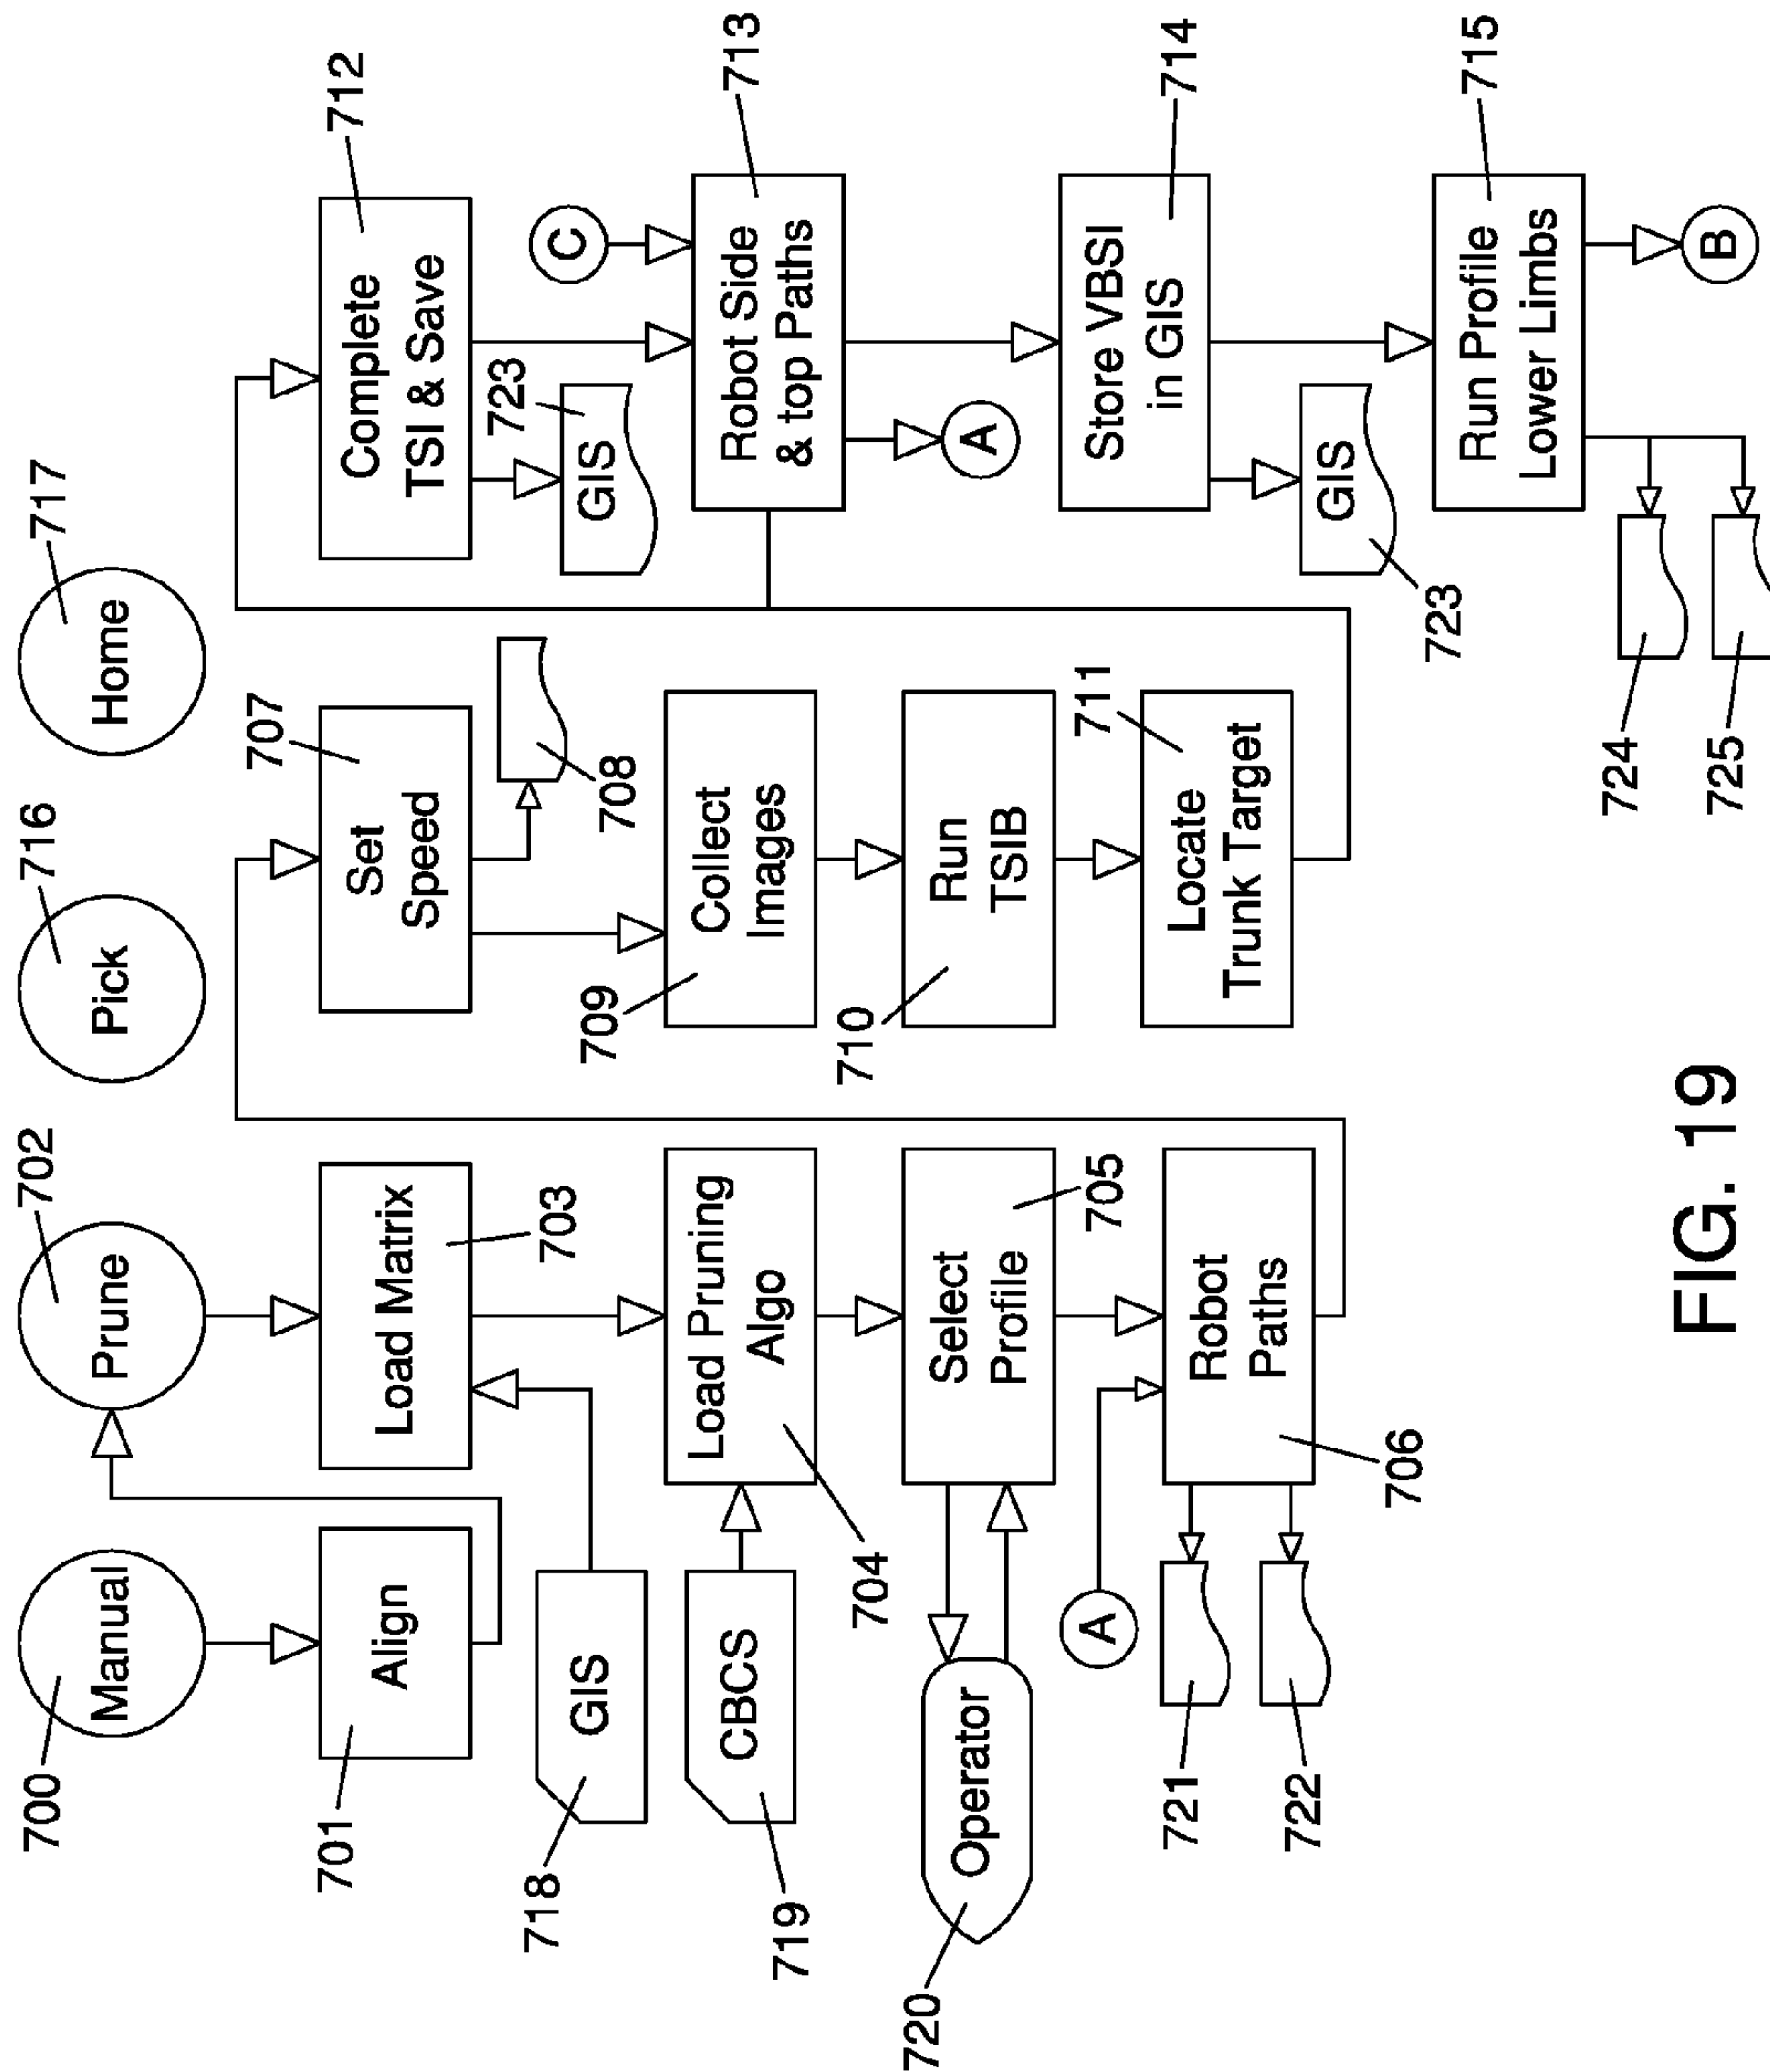 700
Manual
701
Align
718
GIS
719
CBCS
720
Operator
A
721
722
702
Prune
Load Matrix
703
Load Pruning
Algo
704
Select
Profile
705
Robot
Paths
706
716
Pick
717
Home
707
Set
Speed
708
Collect
Images
709
Run
TSIB
710
711
Locate
Trunk Target
712
Complete
TSI & Save
723
GIS
C
713
Robot Side
& top Paths
A
714
Store VBSI
in GIS
GIS
723
715
Run Profile
Lower Limbs
B
724
725
FIG. 19